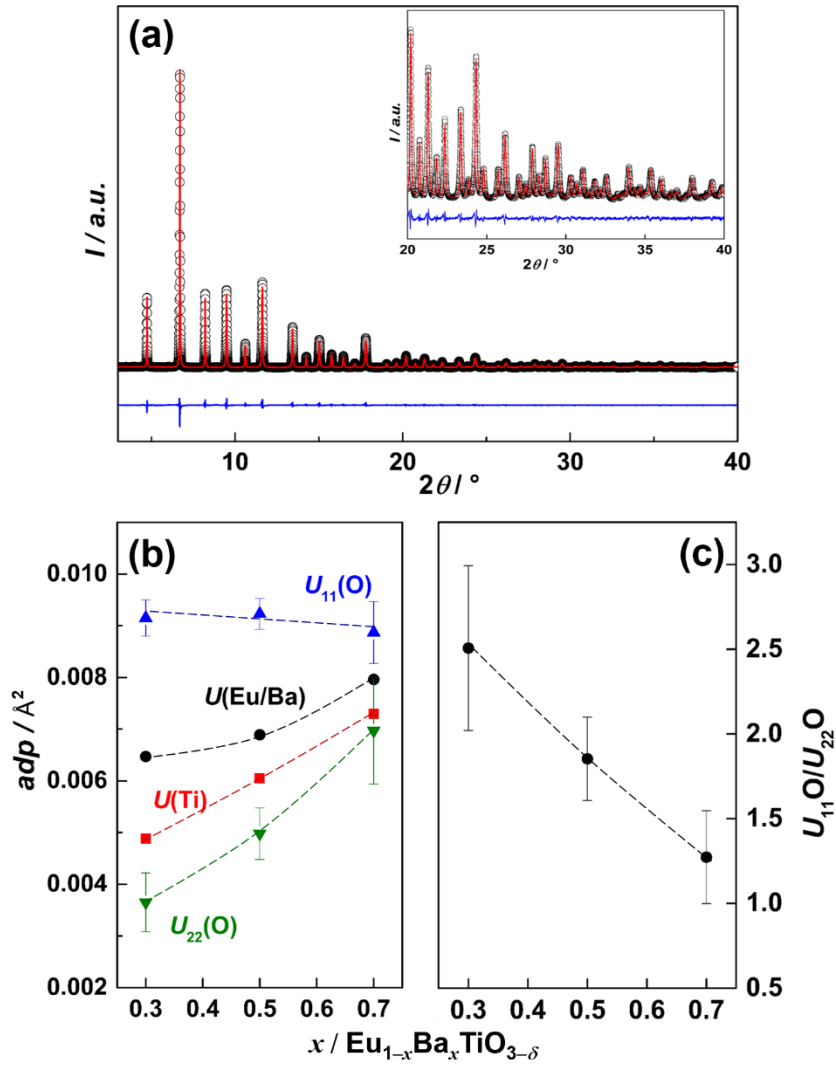 (a)
I / a.u.
10
20
30
40
2θ / °
I / a.u.
20
25
30
35
40
2θ / °
(b)
adp / Å²
0.010
0.008
0.006
0.004
0.002
U₁₁(O)
U(Eu/Ba)
U(Ti)
U₂₂(O)
0.3 0.4 0.5 0.6 0.7
(c)
3.0
2.5
2.0
1.5
1.0
0.5
U₁₁O/U₂₂O
0.3 0.4 0.5 0.6 0.7
x / Eu₁₋ₓBaₓTiO₃₋δ